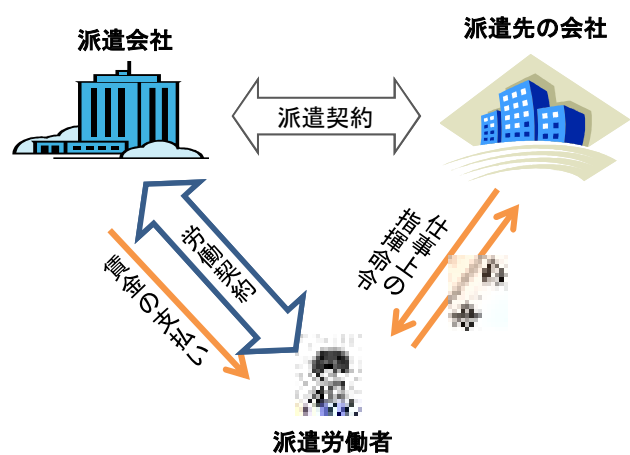 派遣会社
派遣先の会社
派遣契約
労働契約
賃金の支払い
仕事上の
指揮命令
派遣労働者